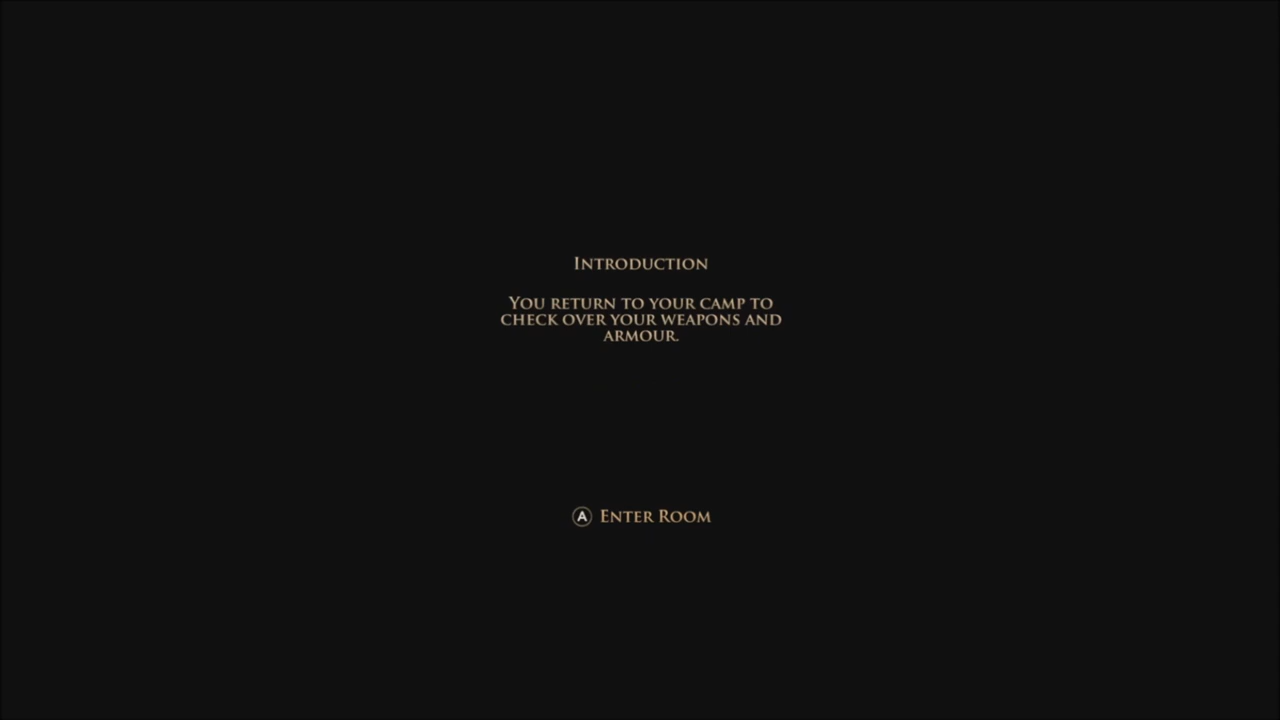 Introduction
You return to your camp to
check over your weapons and
armour.
A Enter Room